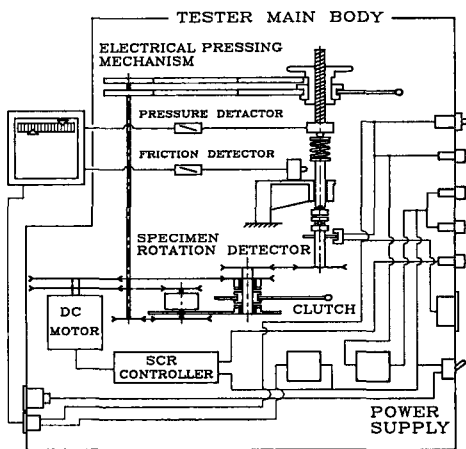 TESTER MAIN BODY
ELECTRICAL PRESSING
MECHANISM
PRESSURE DETACTOR
FRICTION DETECTOR
SPECIMEN
ROTATION
DETECTOR
CLUTCH
DC
MOTOR
SCR
CONTROLLER
POWER
SUPPLY